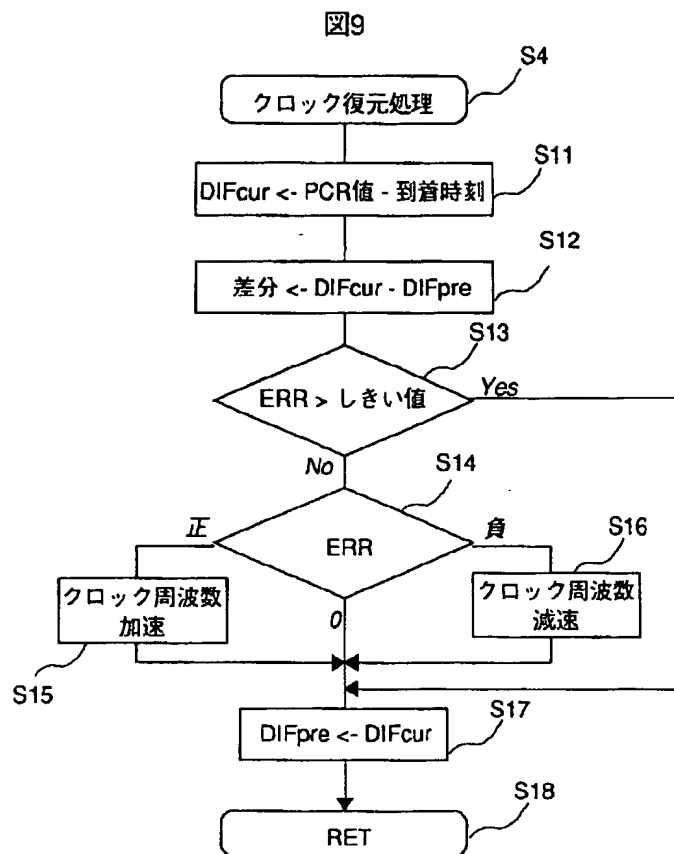 図9
S4
クロック復元処理
S11
DIFcur <- PCR値 - 到着時刻
S12
差分 <- DIFcur - DIFpre
S13
ERR > しきい値
Yes
No
S14
正
ERR
負
S16
クロック周波数
加速
クロック周波数
減速
0
S15
S17
DIFpre <- DIFcur
S18
RET